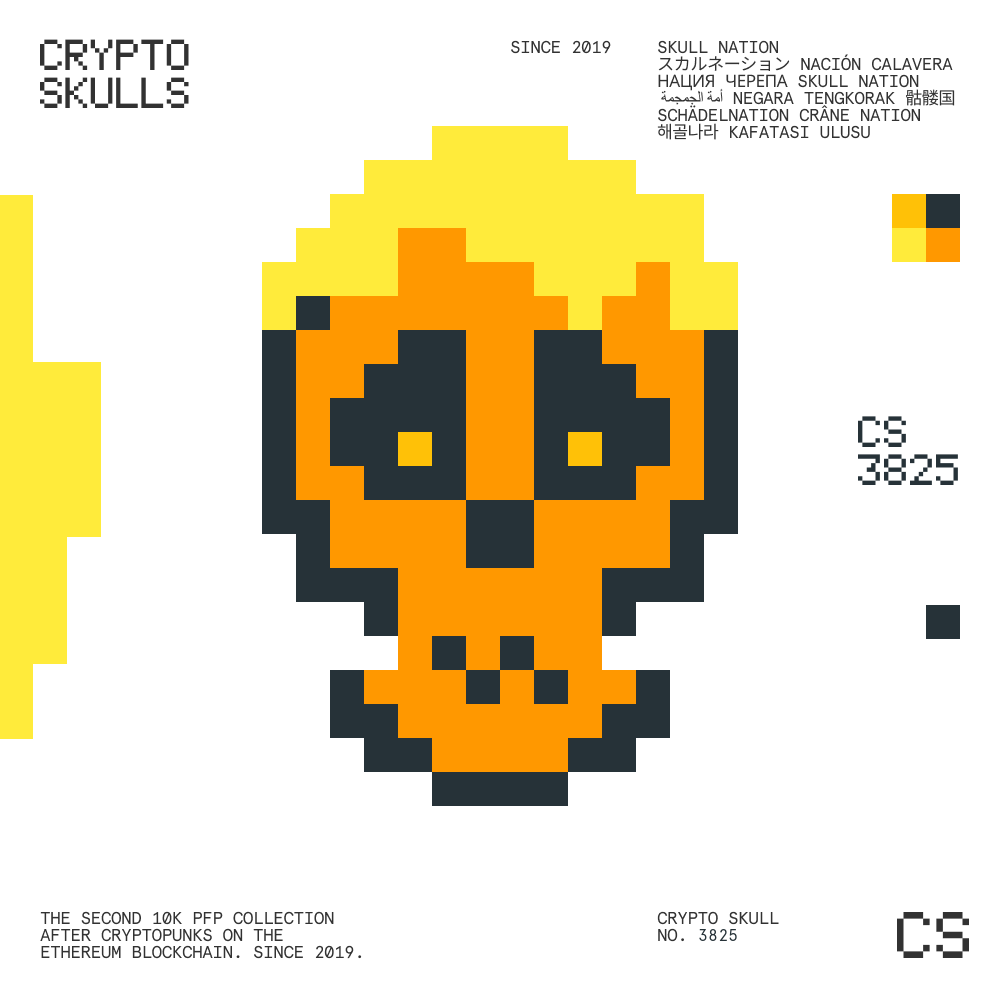 CRYPTO
SKULLS
SINCE 2019
SKULL NATION
スカルネーション NACIÓN CALAVERA
НАЦИЯ ЧЕРЕПА SKULL NATION
أمة الجمجمة NEGARA TENGKORAK 骷髅国
SCHÄDELNATION CRÂNE NATION
해골나라 KAFATASI ULUSU
CS
3825
THE SECOND 10K PFP COLLECTION
AFTER CRYPTOPUNKS ON THE
ETHEREUM BLOCKCHAIN. SINCE 2019.
CRYPTO SKULL
NO. 3825
CS